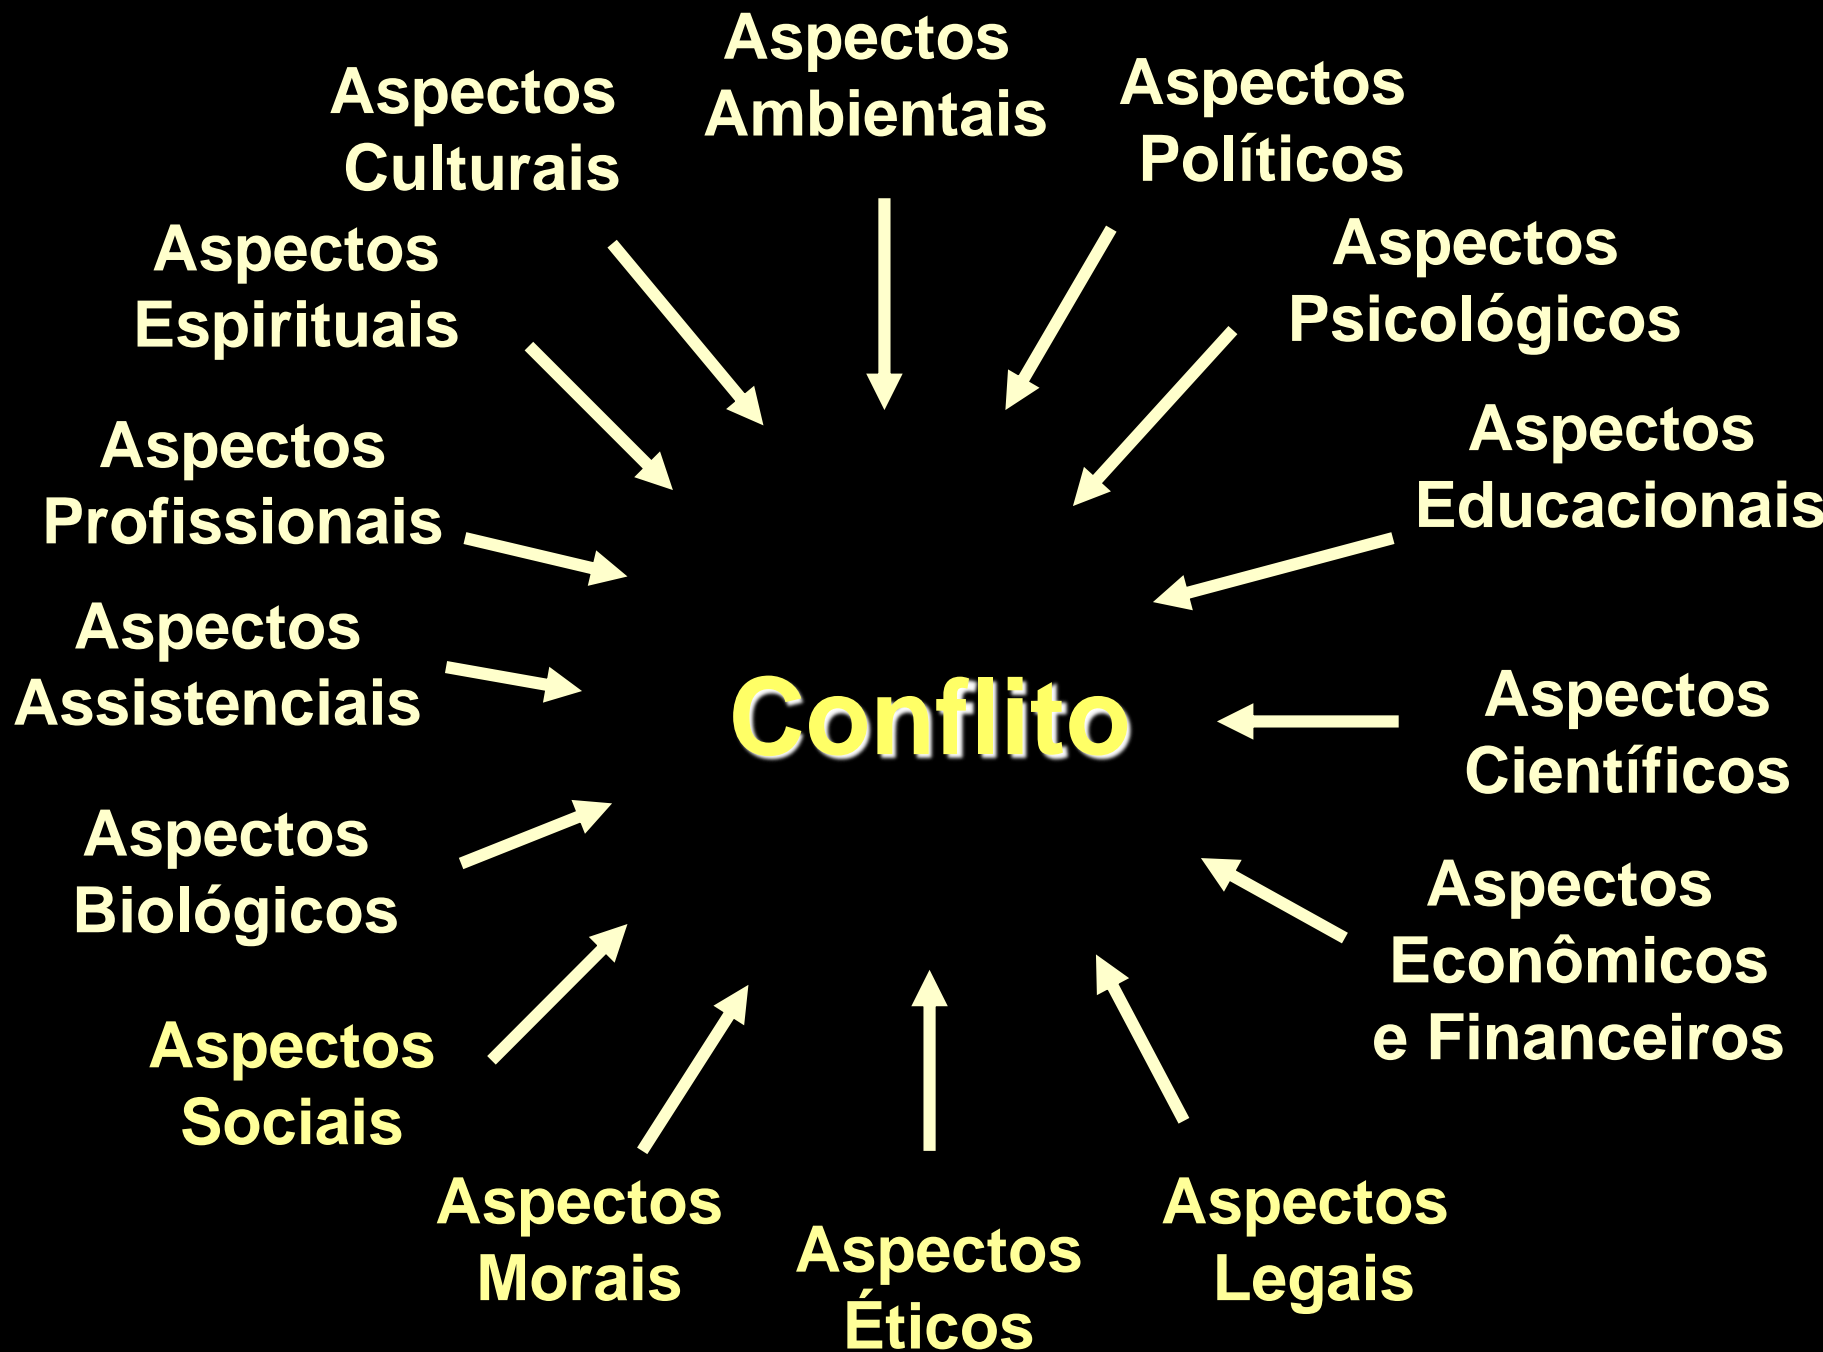 Aspectos
Ambientais
Aspectos
Políticos
Aspectos
Psicológicos
Aspectos
Educacionais
Aspectos
Científicos
Aspectos
Econômicos
e Financeiros
Aspectos
Legais
Aspectos
Éticos
Aspectos
Morais
Aspectos
Sociais
Aspectos
Biológicos
Aspectos
Assistenciais
Aspectos
Profissionais
Aspectos
Espirituais
Aspectos
Culturais
Conflito